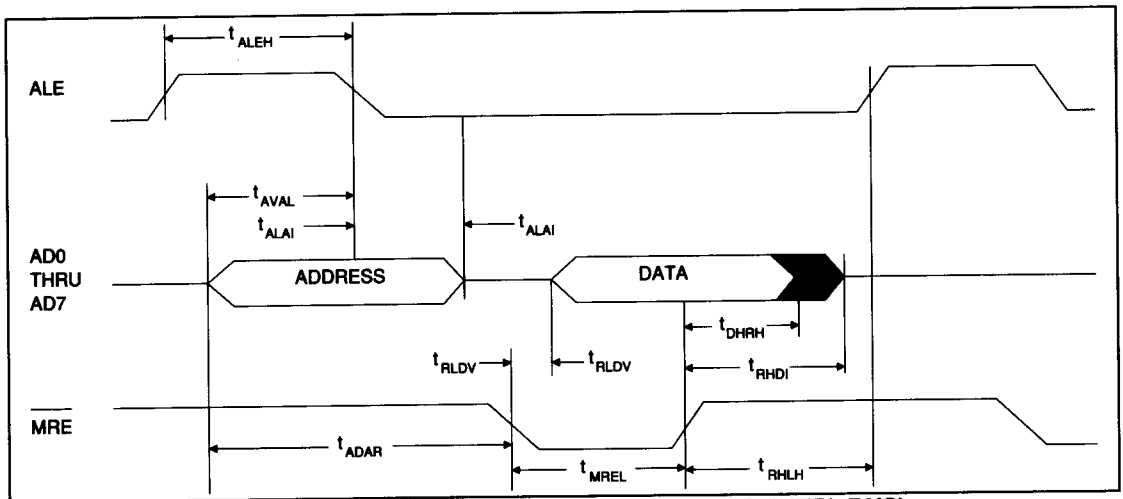 t ALEH
ALE
t AVAL
t ALAI
t ALAI
AD0
THRU
AD7
ADDRESS
DATA
t DHRH
t RLDV
t RLDV
t RHDI
MRE
t ADAR
t MREL
t RHLH